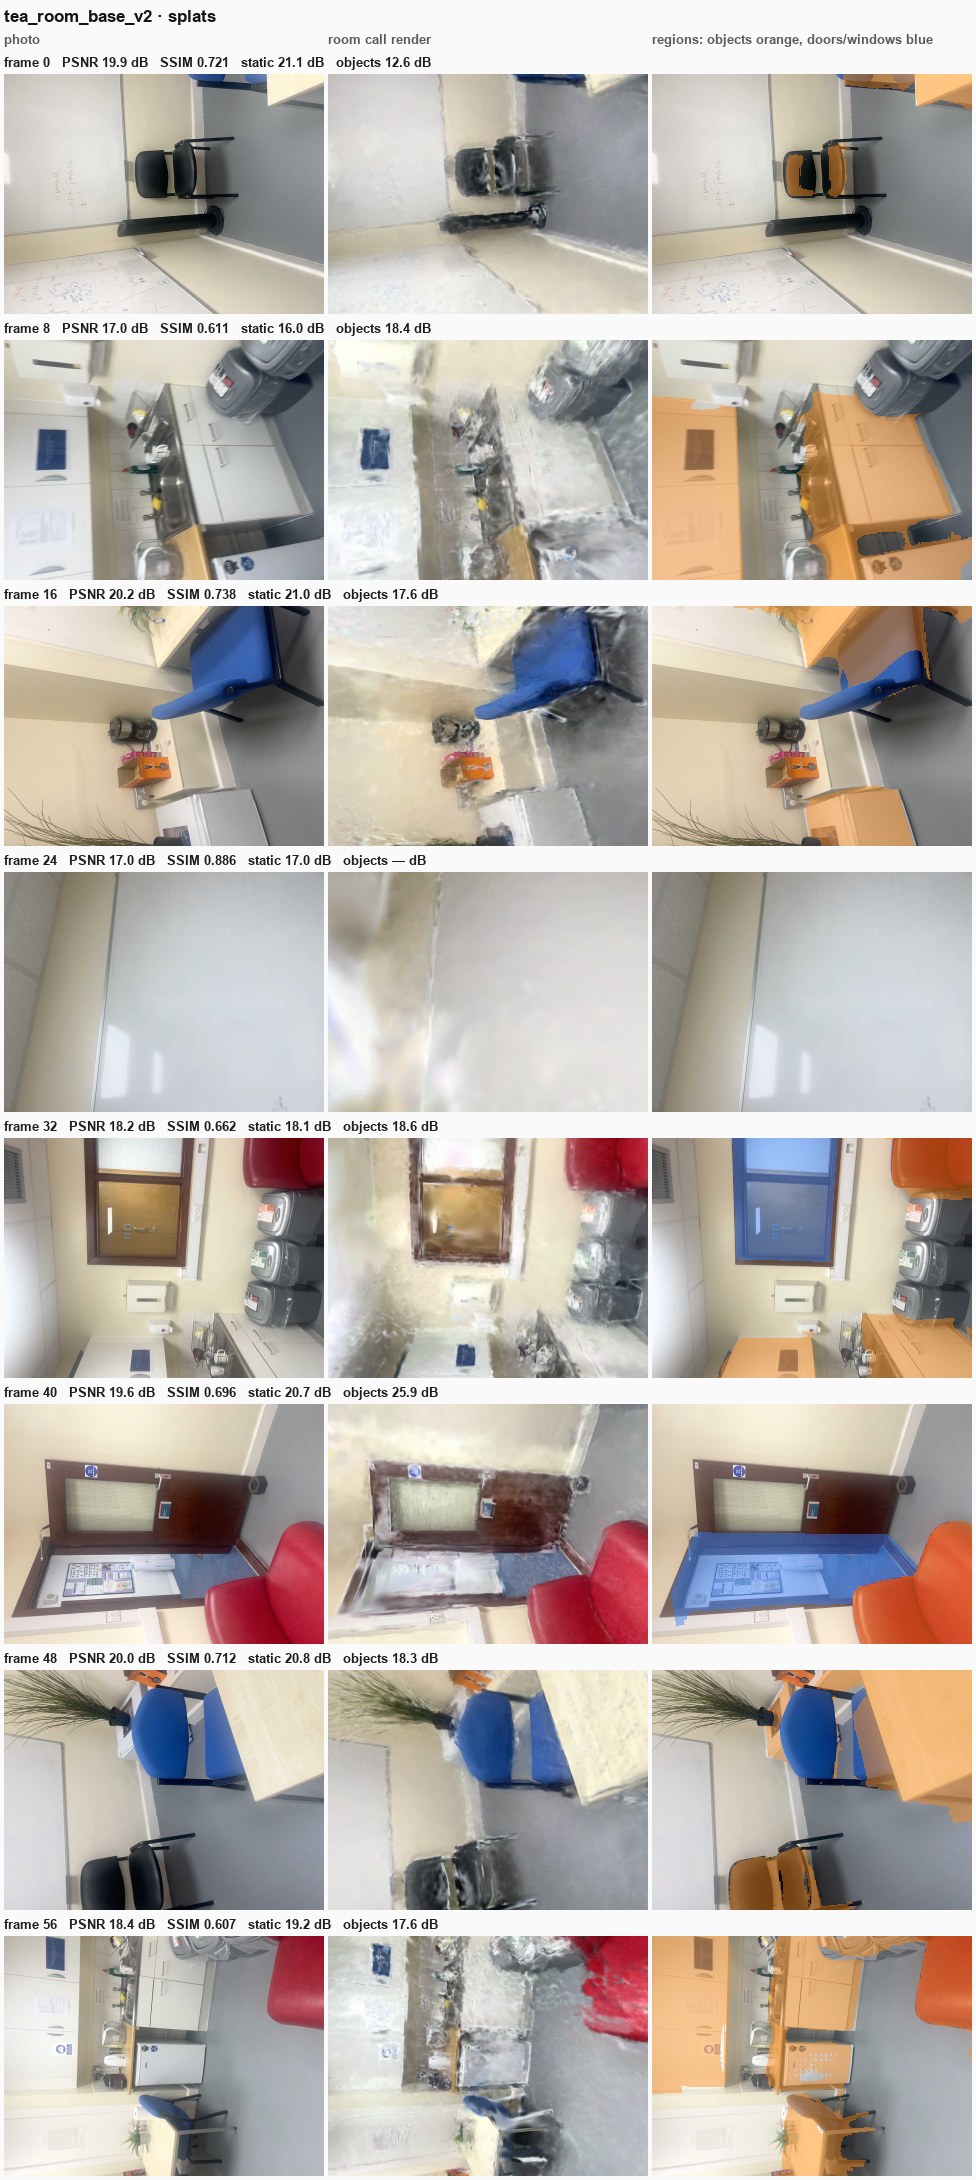 tea_room_base_v2 · splats
photo room call render regions: objects orange, doors/windows blue
frame 0 PSNR 19.9 dB SSIM 0.721 static 21.1 dB objects 12.6 dB
frame 8 PSNR 17.0 dB SSIM 0.611 static 16.0 dB objects 18.4 dB
frame 16 PSNR 20.2 dB SSIM 0.738 static 21.0 dB objects 17.6 dB
frame 24 PSNR 17.0 dB SSIM 0.886 static 17.0 dB objects — dB
frame 32 PSNR 18.2 dB SSIM 0.662 static 18.1 dB objects 18.6 dB
frame 40 PSNR 19.6 dB SSIM 0.696 static 20.7 dB objects 25.9 dB
frame 48 PSNR 20.0 dB SSIM 0.712 static 20.8 dB objects 18.3 dB
frame 56 PSNR 18.4 dB SSIM 0.607 static 19.2 dB objects 17.6 dB